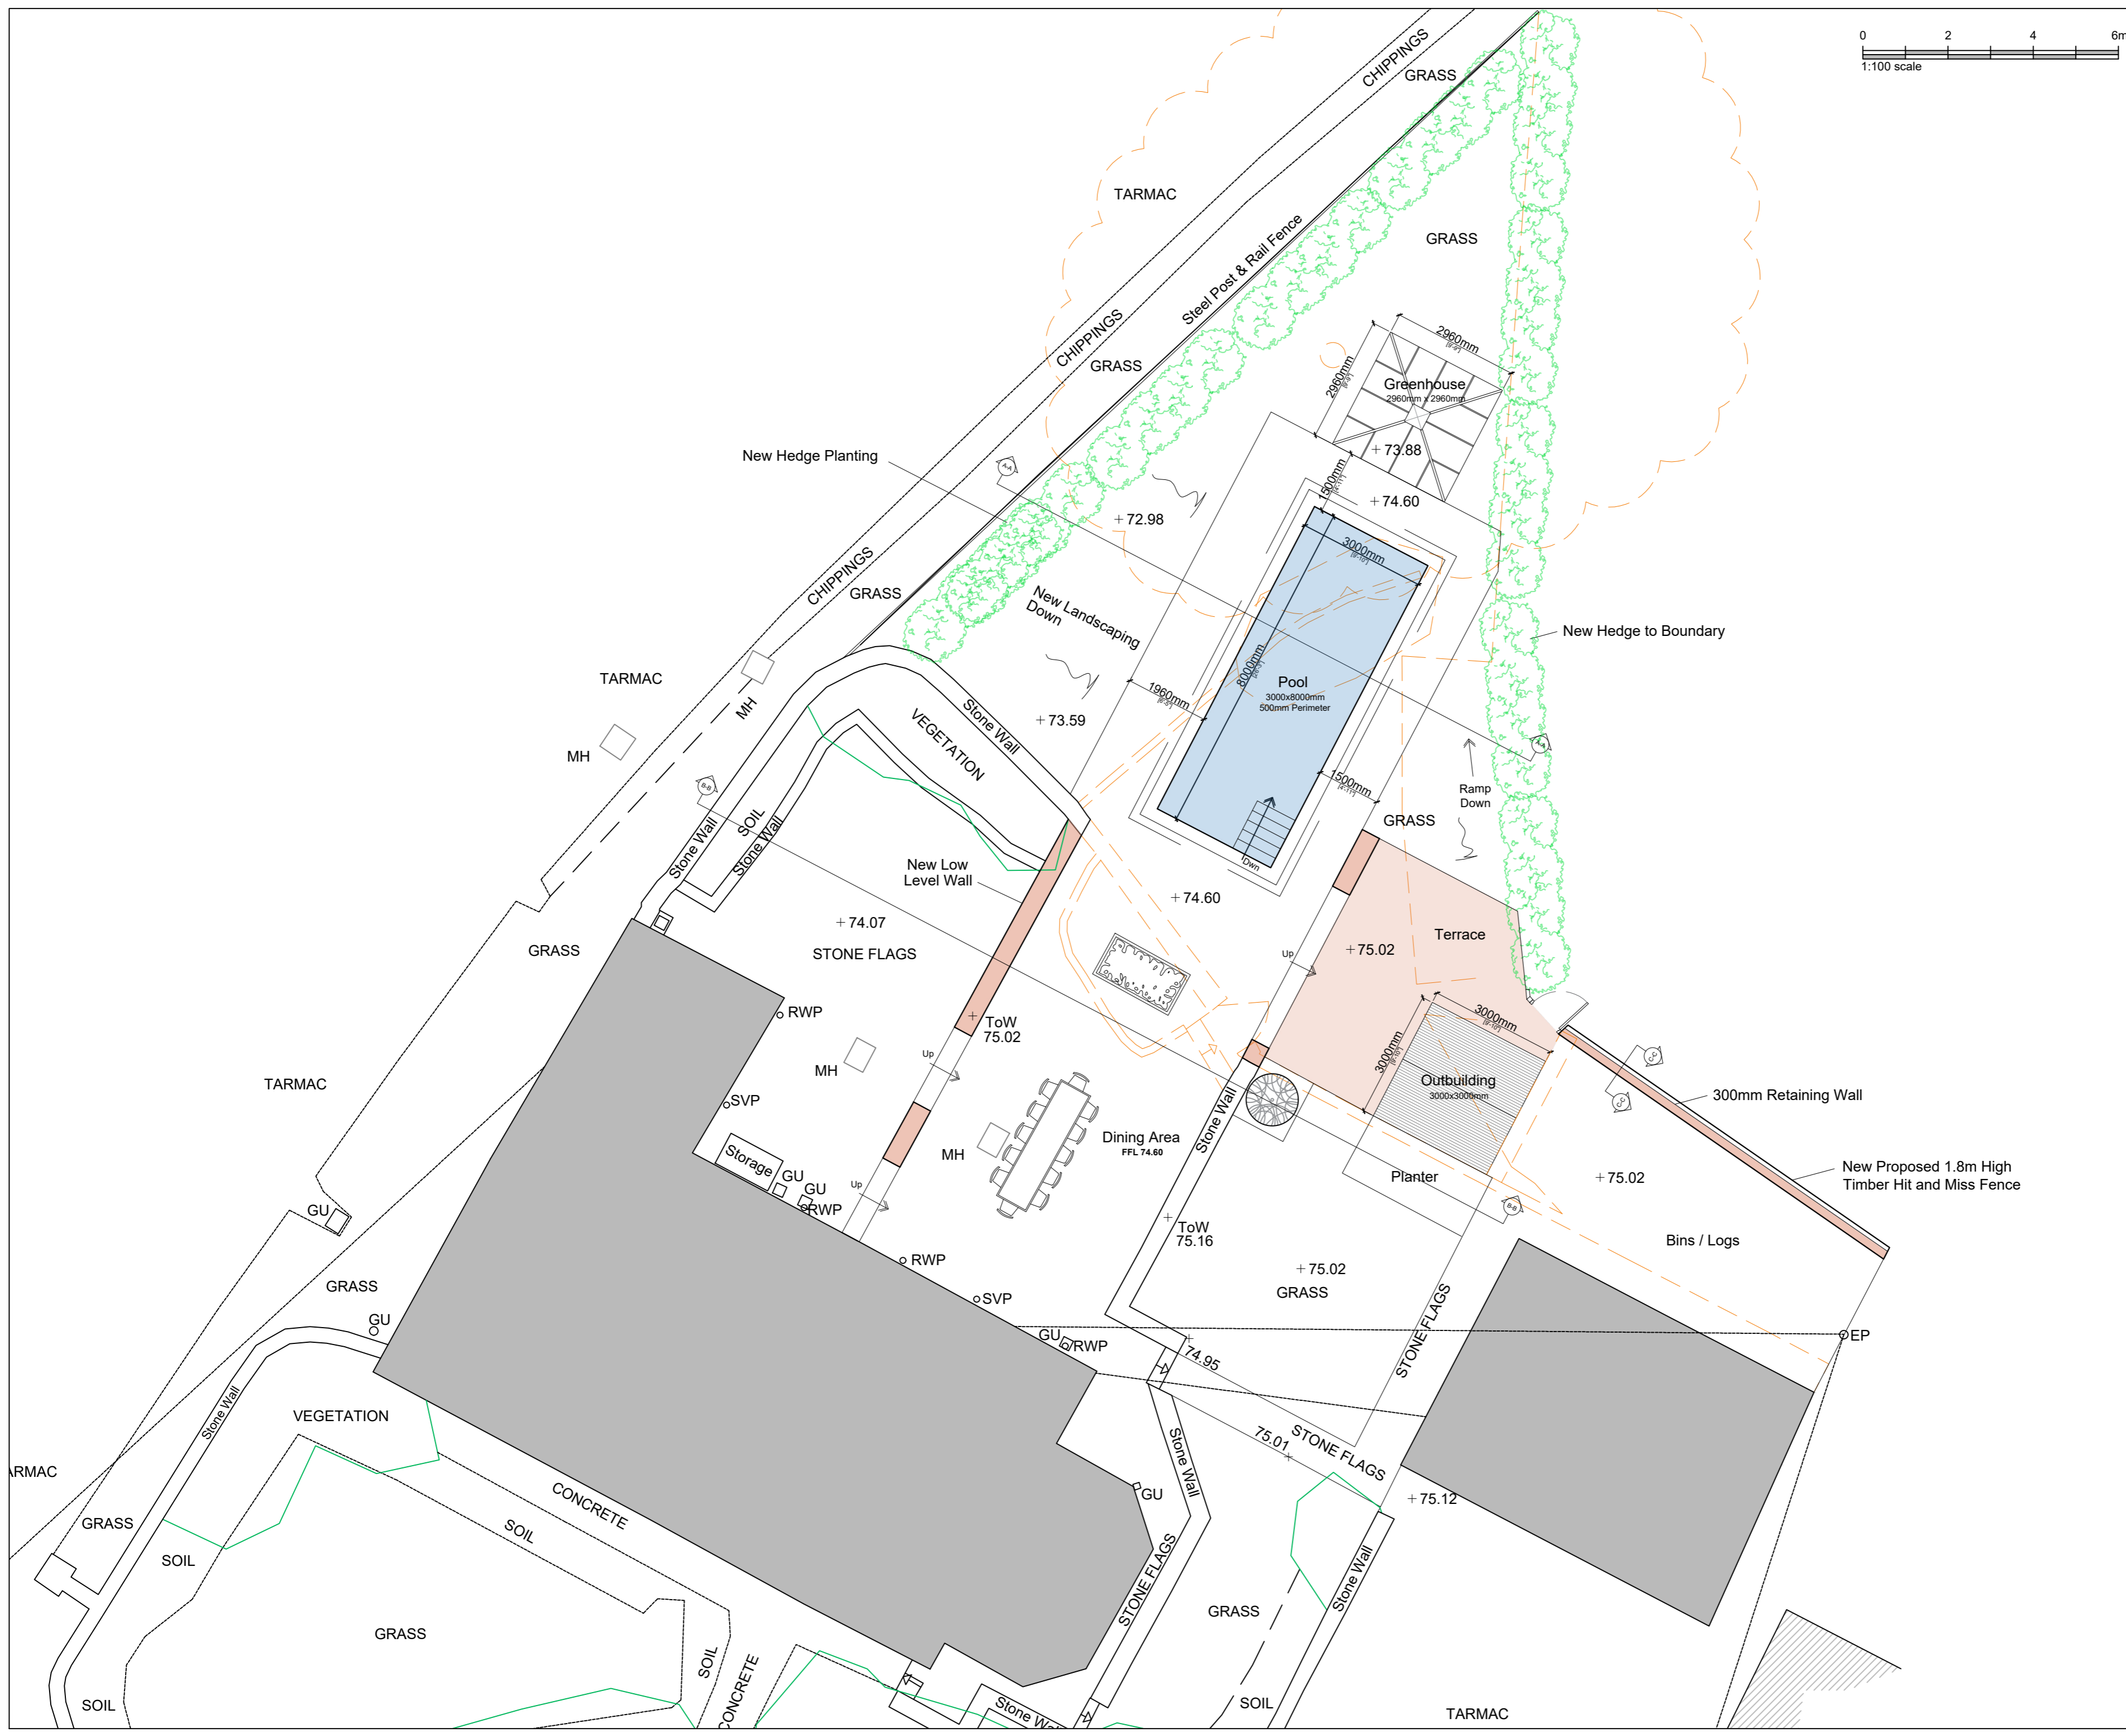 0 2 4 6m
1:100 scale
CHIPPINGS
GRASS
TARMAC
GRASS
Steel Post & Rail Fence
CHIPPINGS
GRASS
2960mm
2960mm
Greenhouse
2960mm x 2960mm
73.88
New Hedge Planting
A-A
1500mm
74.60
72.98
3000mm
CHIPPINGS
GRASS
New Landscaping
Down
New Hedge to Boundary
8000mm
Pool
3000x8000mm
500mm Perimeter
1960mm
TARMAC
MH
MH
Stone Wall
VEGETATION
73.59
A-A
B-B
1500mm
Ramp
Down
GRASS
SOIL
Stone Wall
Stone Wall
New Low
Level Wall
Dwn
74.60
74.07
STONE FLAGS
GRASS
Terrace
75.02
Up
RWP
ToW
75.02
3000mm
3000mm
Up
MH
TARMAC
Outbuilding
3000x3000mm
C-C
C-C
300mm Retaining Wall
SVP
Stone Wall
Dining Area
FFL 74.60
MH
Storage
GU
GU
RWP
Up
Planter
75.02
New Proposed 1.8m High
Timber Hit and Miss Fence
B-B
GU
ToW
75.16
Bins / Logs
RWP
75.02
GRASS
GRASS
SVP
STONE FLAGS
GU
GU
RWP
74.95
EP
Stone Wall
VEGETATION
75.01
STONE FLAGS
Stone Wall
ARMAC
CONCRETE
GU
75.12
GRASS
SOIL
SOIL
STONE FLAGS
Stone Wall
GRASS
GRASS
SOIL
CONCRETE
SOIL
Stone Wa
SOIL
TARMAC